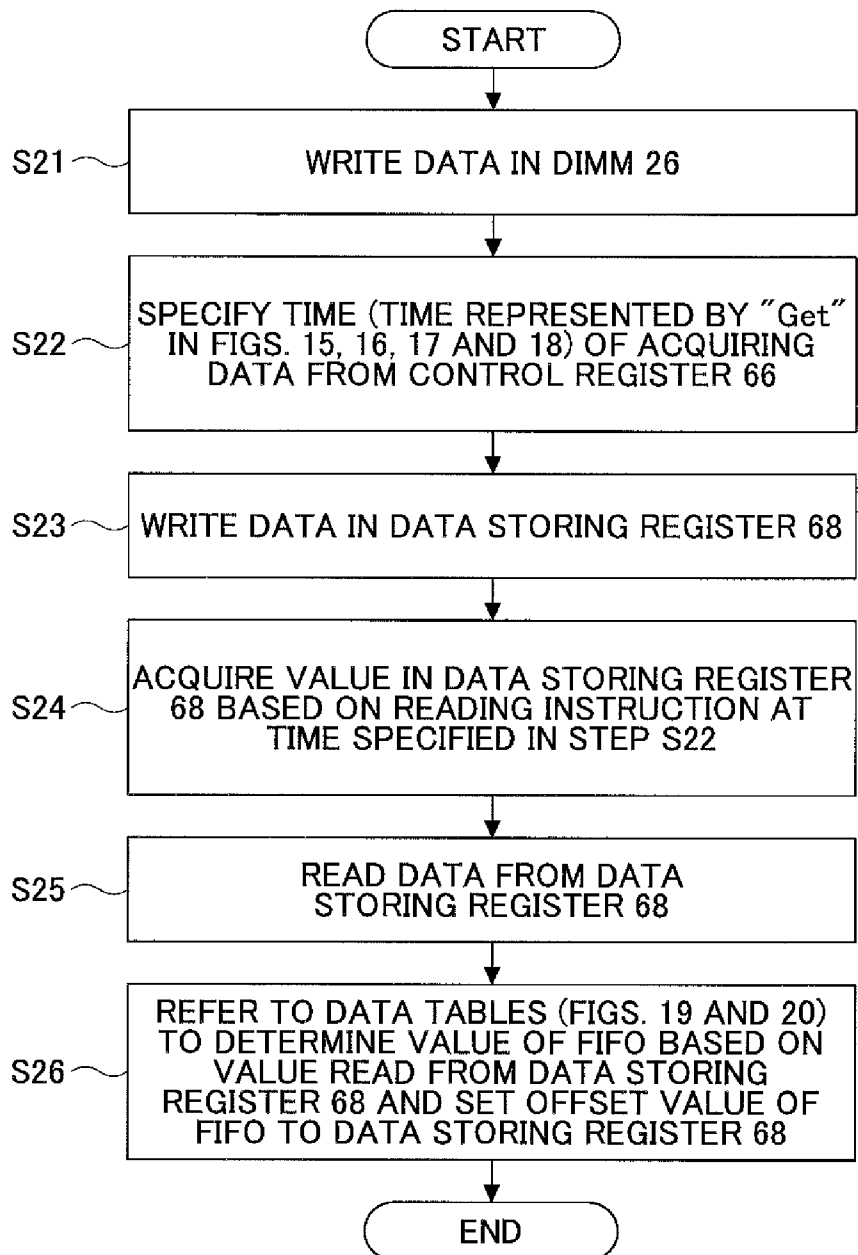 START
S21
WRITE DATA IN DIMM 26
S22
SPECIFY TIME (TIME REPRESENTED BY "Get"
IN FIGS. 15, 16, 17 AND 18) OF ACQUIRING
DATA FROM CONTROL REGISTER 66
S23
WRITE DATA IN DATA STORING REGISTER 68
S24
ACQUIRE VALUE IN DATA STORING REGISTER
68 BASED ON READING INSTRUCTION AT
TIME SPECIFIED IN STEP S22
S25
READ DATA FROM DATA
STORING REGISTER 68
S26
REFER TO DATA TABLES (FIGS. 19 AND 20)
TO DETERMINE VALUE OF FIFO BASED ON
VALUE READ FROM DATA STORING
REGISTER 68 AND SET OFFSET VALUE OF
FIFO TO DATA STORING REGISTER 68
END